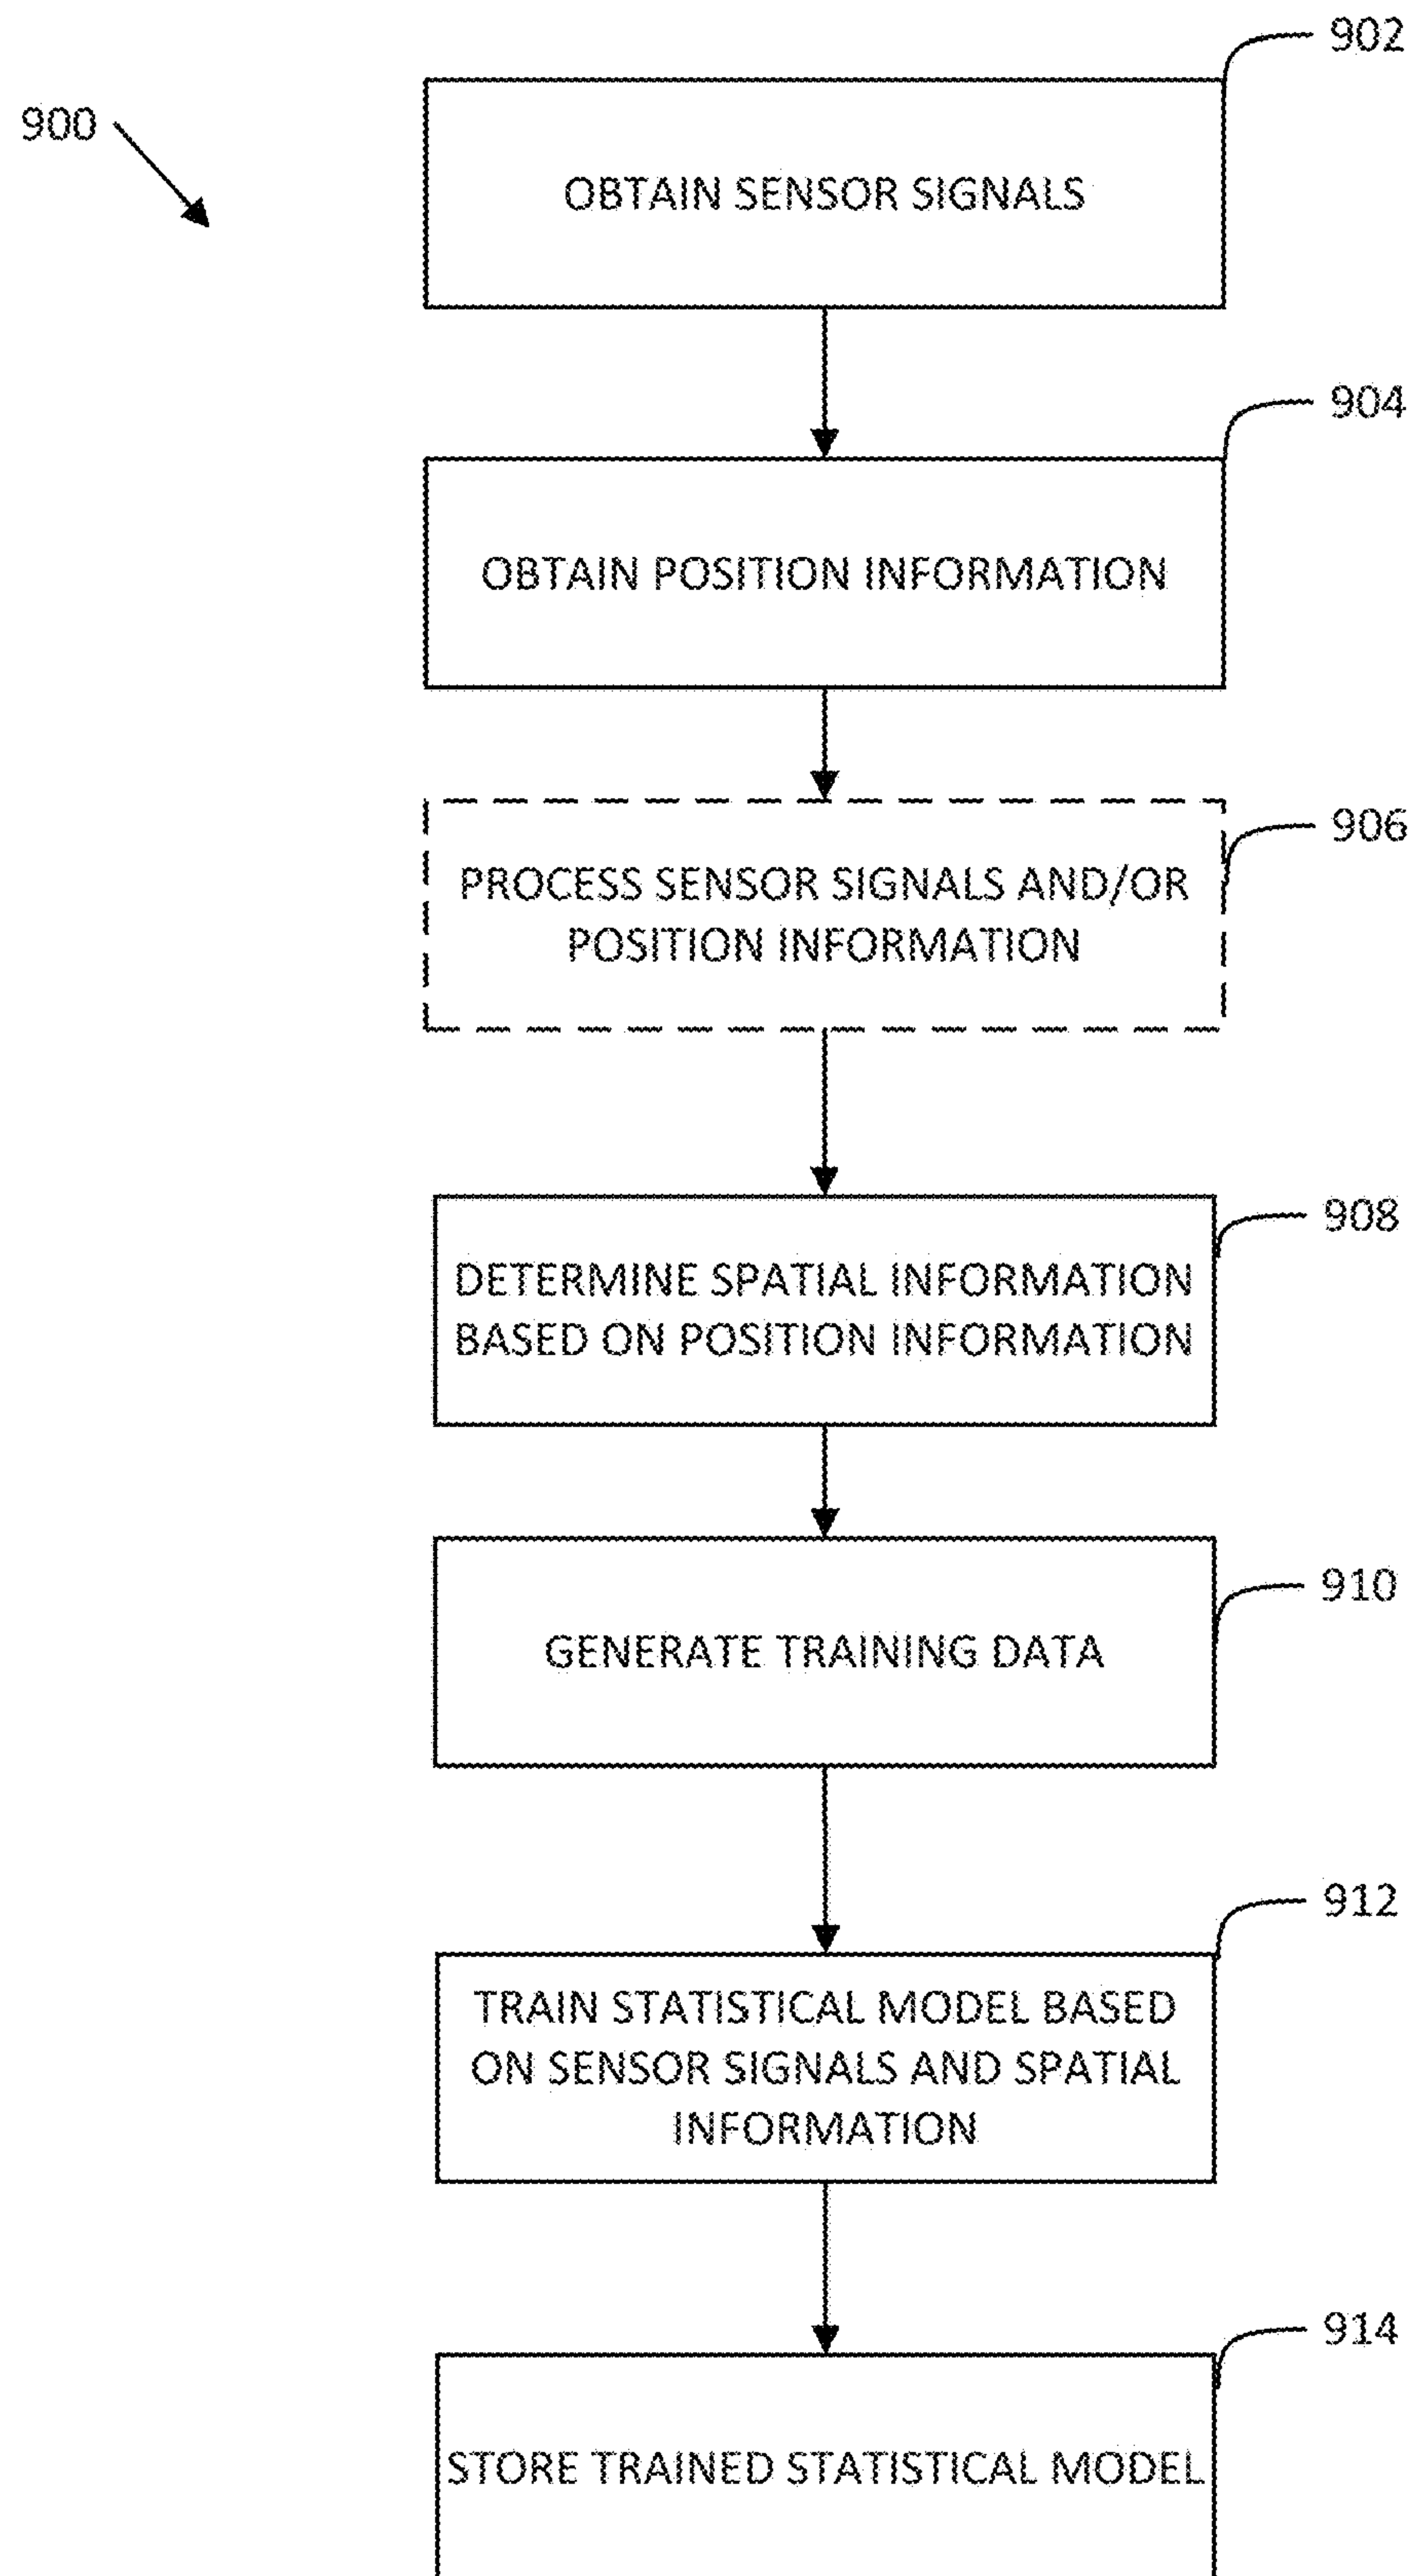 902
900
OBTAIN SENSOR SIGNALS
904
OBTAIN POSITION INFORMATION
906
PROCESS SENSOR SIGNALS AND/OR
POSITION INFORMATION
908
DETERMINE SPATIAL INFORMATION
BASED ON POSITION INFORMATION
910
GENERATE TRAINING DATA
912
TRAIN STATISTICAL MODEL BASED
ON SENSOR SIGNALS AND SPATIAL
INFORMATION
914
STORE TRAINED STATISTICAL MODEL